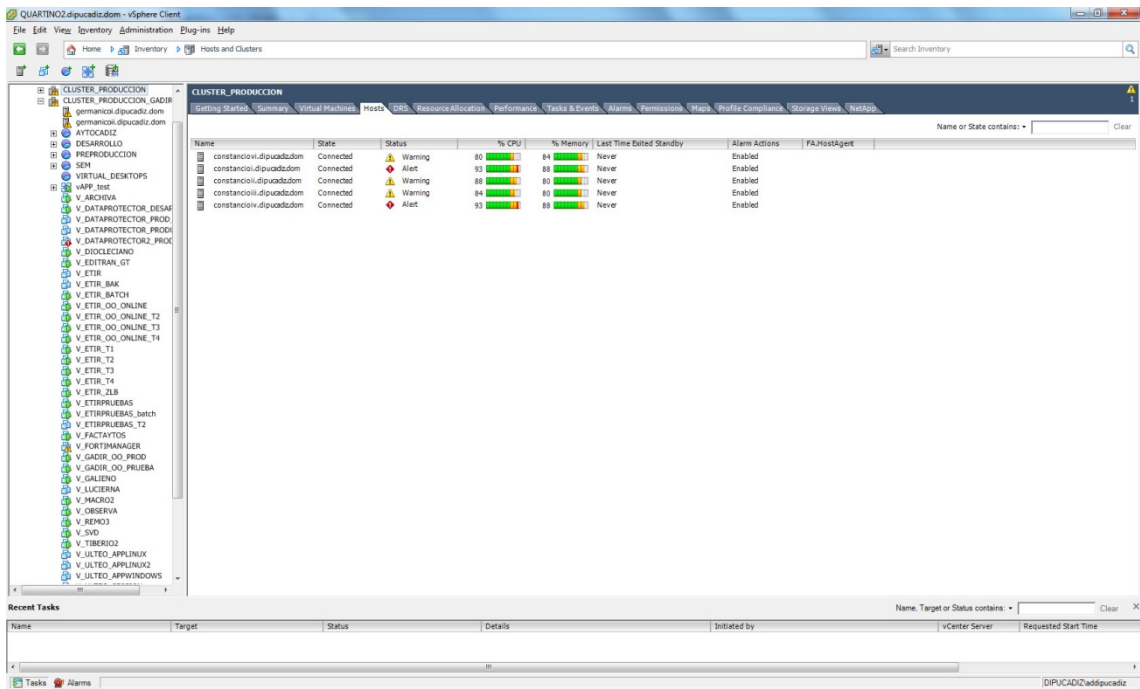 QUARTINO2.dipucadiz.dom - vSphere Client
File Edit View Inventory Administration Plug-ins Help
Home Inventory Hosts and Clusters Search Inventory
CLUSTER_PRODUCCION
CLUSTER_PRODUCCION_GADIR
germanicoi.dipucadiz.dom
germanicoii.dipucadiz.dom
AYTOCADIZ
DESARROLLO
PREPRODUCCION
SEM
VIRTUAL_DESKTOPS
vAPP_test
V_ARCHIVA
V_DATAPROTECTOR_DESAF
V_DATAPROTECTOR_PROD_
V_DATAPROTECTOR_PRODU
V_DATAPROTECTOR2_PROD
V_DIOCLECIANO
V_EDITRAN_GT
V_ETIR
V_ETIR_BAK
V_ETIR_BATCH
V_ETIR_OO_ONLINE
V_ETIR_OO_ONLINE_T2
V_ETIR_OO_ONLINE_T3
V_ETIR_OO_ONLINE_T4
V_ETIR_T1
V_ETIR_T2
V_ETIR_T3
V_ETIR_T4
V_ETIR_ZLB
V_ETIRPRUEBAS
V_ETIRPRUEBAS_batch
V_ETIRPRUEBAS_T2
V_FACTAYTOS
V_FORTIMANAGER
V_GADIR_OO_PROD
V_GADIR_OO_PRUEBA
V_GALIENO
V_LUCIERNA
V_MACRO2
V_OBSERVA
V_REMO3
V_SVD
V_TIBERIO2
V_ULTEO_APPLINUX
V_ULTEO_APPLINUX2
V_ULTEO_APPWINDOWS
CLUSTER_PRODUCCION 1
Getting Started Summary Virtual Machines Hosts DRS Resource Allocation Performance Tasks & Events Alarms Permissions Maps Profile Compliance Storage Views NetApp
Name or State contains: Clear
Name State Status % CPU % Memory Last Time Exited Standby Alarm Actions FA.HostAgent
constanciovi.dipucadiz.dom Connected Warning 80 84 Never Enabled
constancioi.dipucadiz.dom Connected Alert 93 88 Never Enabled
constancioii.dipucadiz.dom Connected Warning 88 80 Never Enabled
constancioiii.dipucadiz.dom Connected Warning 84 80 Never Enabled
constancioiv.dipucadiz.dom Connected Alert 93 88 Never Enabled
Recent Tasks Name, Target or Status contains: Clear X
Name Target Status Details Initiated by vCenter Server Requested Start Time
Tasks Alarms DIPUCADIZ\addipucadiz